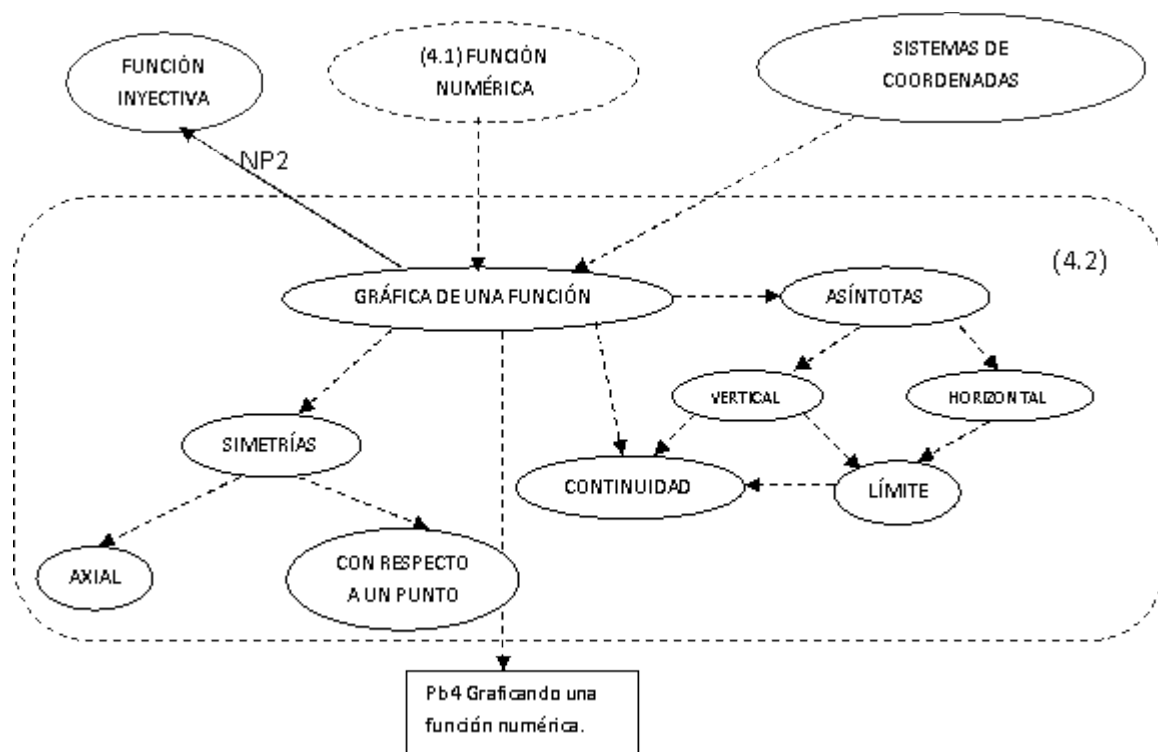 FUNCIÓN
INYECTIVA
(4.1) FUNCIÓN
NUMÉRICA
SISTEMAS DE
COORDENADAS
NP2
(4.2)
GRÁFICA DE UNA FUNCIÓN
ASÍNTOTAS
VERTICAL
HORIZONTAL
SIMETRÍAS
CONTINUIDAD
LÍMITE
AXIAL
CON RESPECTO
A UN PUNTO
Pb4 Graficando una
función numérica.